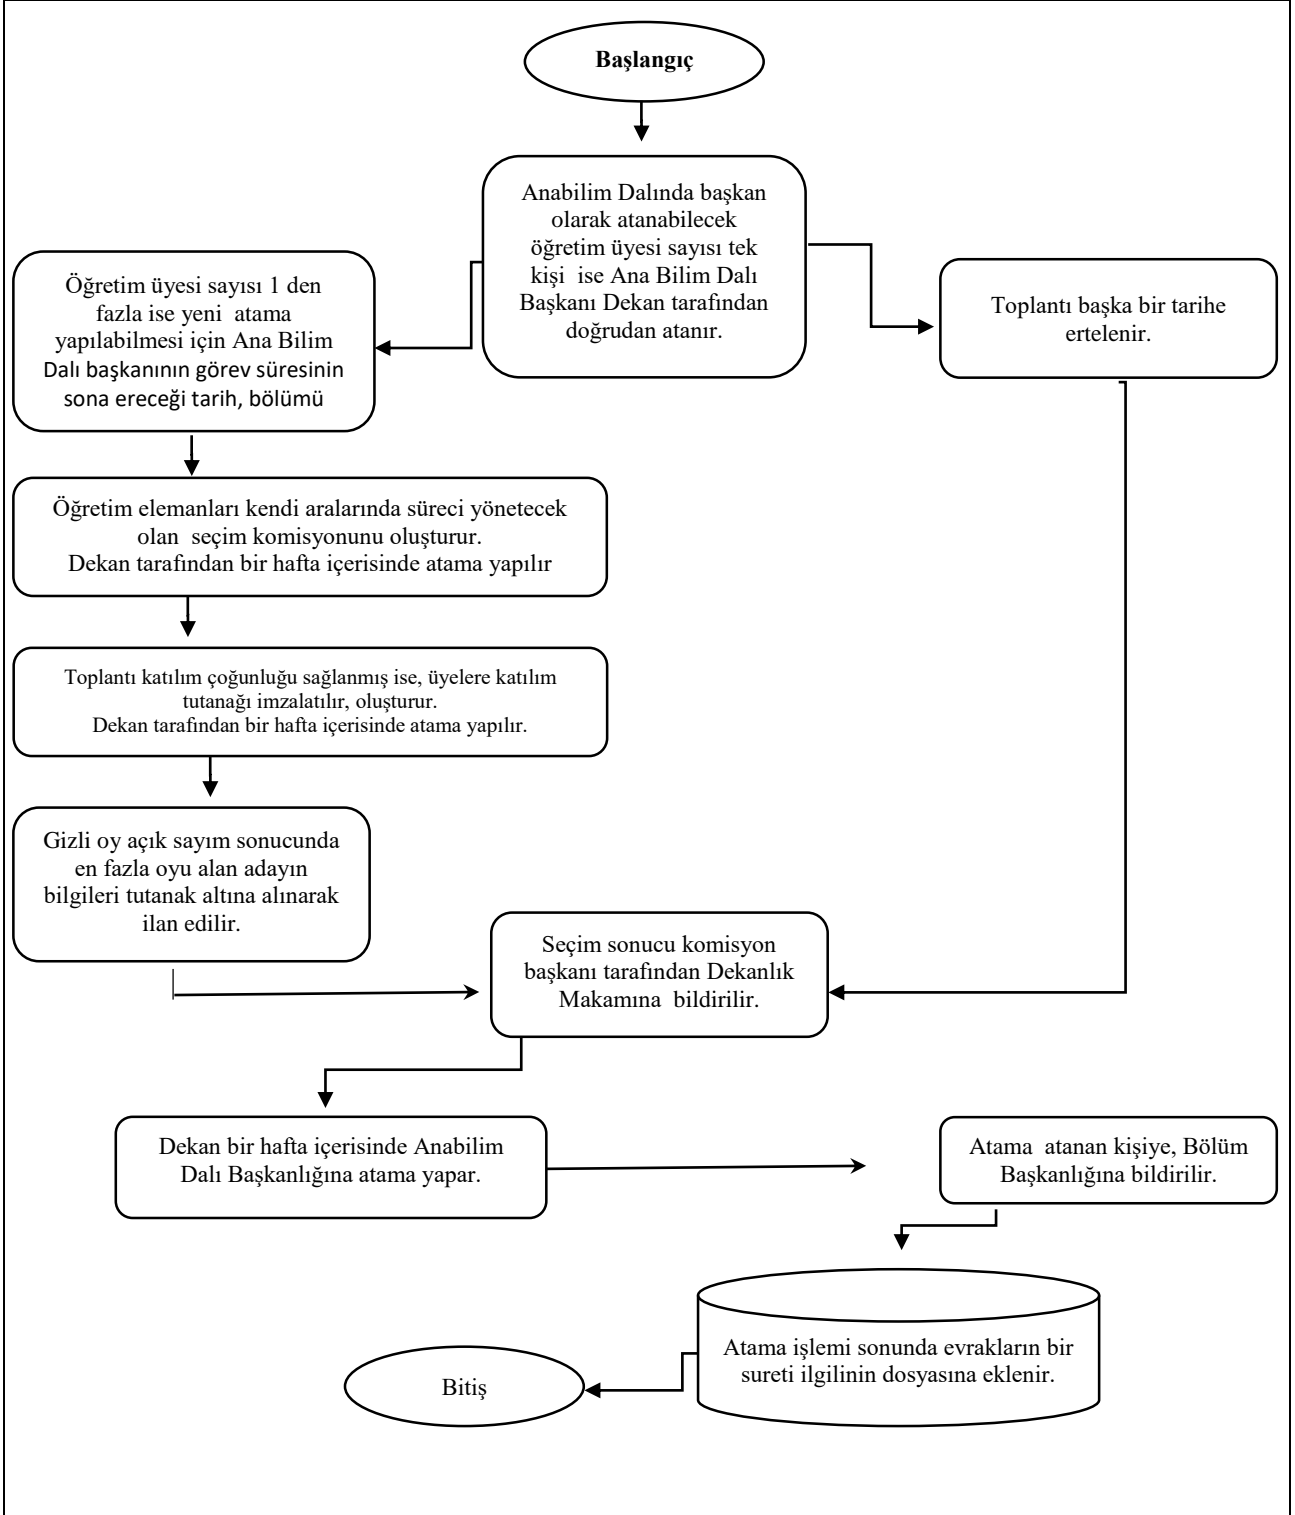 Başlangıç
Anabilim Dalında başkan
olarak atanabilecek
öğretim üyesi sayısı tek
kişi ise Ana Bilim Dalı
Başkanı Dekan tarafından
doğrudan atanır.
Öğretim üyesi sayısı 1 den
fazla ise yeni atama
yapılabilmesi için Ana Bilim
Dalı başkanının görev süresinin
sona ereceği tarih, bölümü
Toplantı başka bir tarihe
ertelenir.
Öğretim elemanları kendi aralarında süreci yönetecek
olan seçim komisyonunu oluşturur.
Dekan tarafından bir hafta içerisinde atama yapılır
Toplantı katılım çoğunluğu sağlanmış ise, üyelere katılım
tutanağı imzalatılır, oluşturur.
Dekan tarafından bir hafta içerisinde atama yapılır.
Gizli oy açık sayım sonucunda
en fazla oyu alan adayın
bilgileri tutanak altına alınarak
ilan edilir.
Seçim sonucu komisyon
başkanı tarafından Dekanlık
Makamına bildirilir.
Dekan bir hafta içerisinde Anabilim
Dalı Başkanlığına atama yapar.
Atama atanan kişiye, Bölüm
Başkanlığına bildirilir.
Atama işlemi sonunda evrakların bir
sureti ilgilinin dosyasına eklenir.
Bitiş